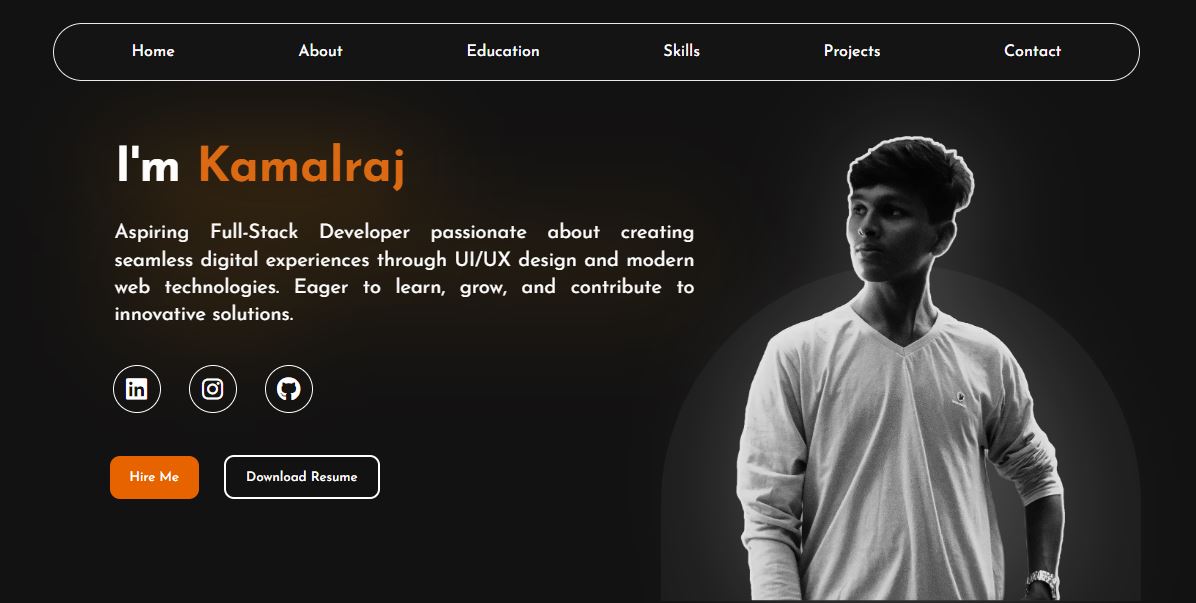 Home About Education Skills Projects Contact
I'm Kamalraj
Aspiring Full-Stack Developer passionate about creating
seamless digital experiences through UI/UX design and modern
web technologies. Eager to learn, grow, and contribute to
innovative solutions.
in
Hire Me Download Resume